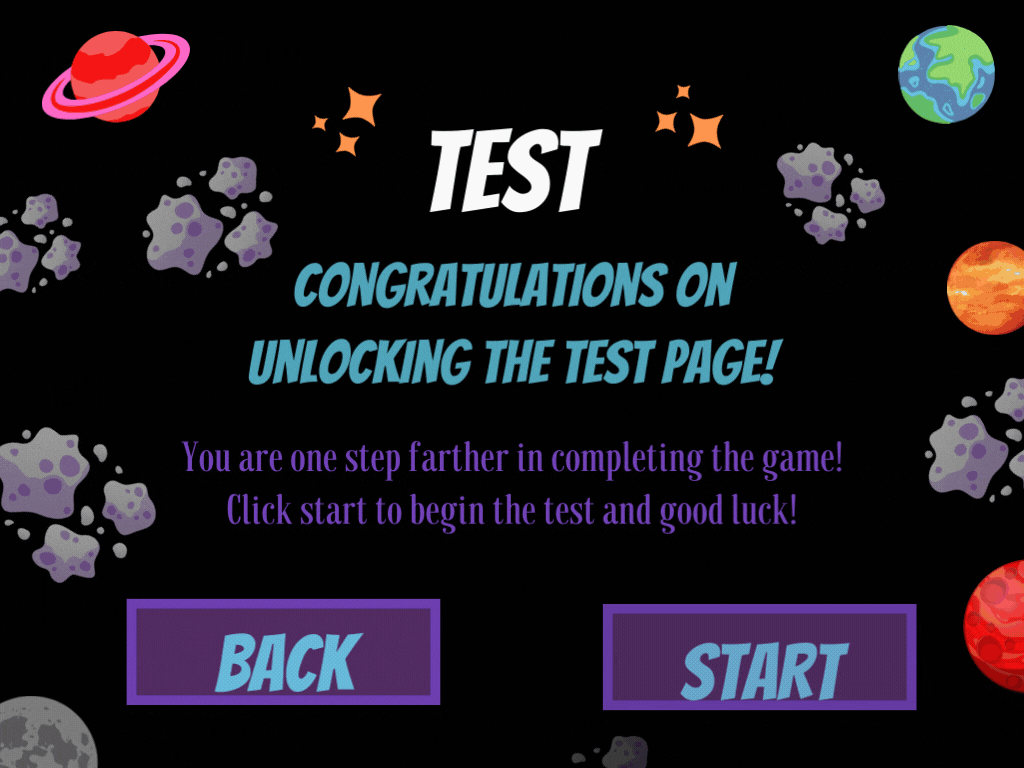 TEST
CONGRATULATIONS ON
UNLOCKING THE TEST PAGE!
You are one step farther in completing the game!
Click start to begin the test and good luck!
BACK
START